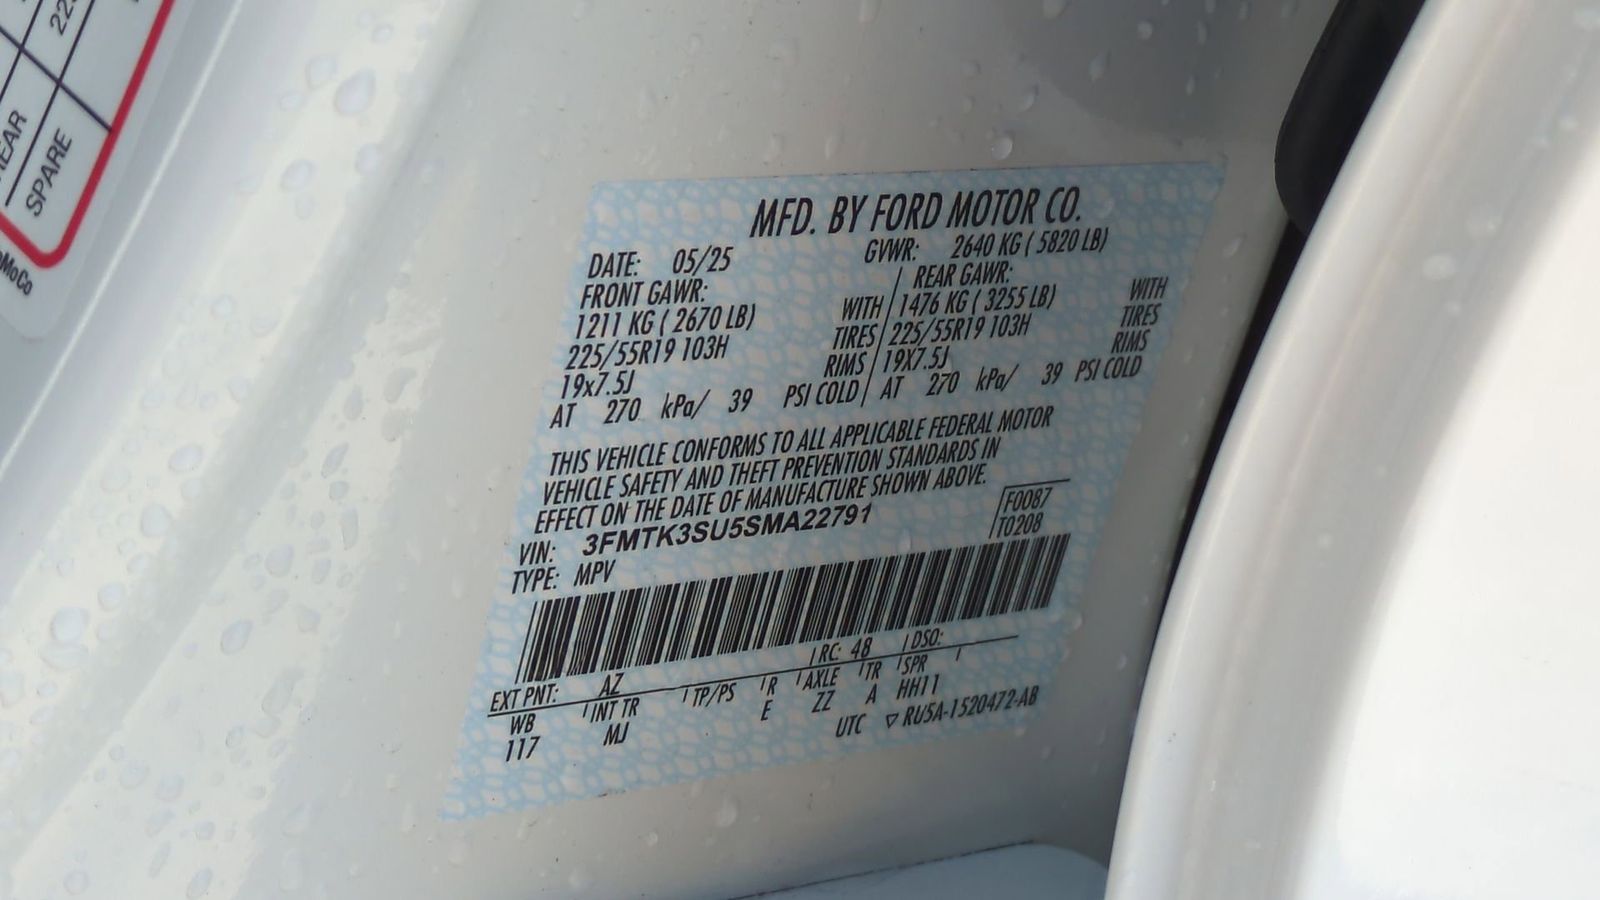 22
REAR
SPARE
MoCo
MFD. BY FORD MOTOR CO.
DATE: 05/25 GVWR: 2640 KG ( 5820 LB)
FRONT GAWR: REAR GAWR:
1211 KG ( 2670 LB) WITH 1476 KG ( 3255 LB) WITH
225/55R19 103H TIRES 225/55R19 103H TIRES
19x7.5J RIMS 19X7.5J RIMS
AT 270 kPa/ 39 PSI COLD AT 270 kPa/ 39 PSI COLD
THIS VEHICLE CONFORMS TO ALL APPLICABLE FEDERAL MOTOR
VEHICLE SAFETY AND THEFT PREVENTION STANDARDS IN
EFFECT ON THE DATE OF MANUFACTURE SHOWN ABOVE.
VIN: 3FMTK3SU5SMA22791 F0087
TYPE: MPV T0208
EXT PNT: AZ RC: 48 DSO:
WB INT TR TP/PS R AXLE TR SPR
117 MJ E ZZ A HH11
UTC ▽ RU5A-1520472-AB